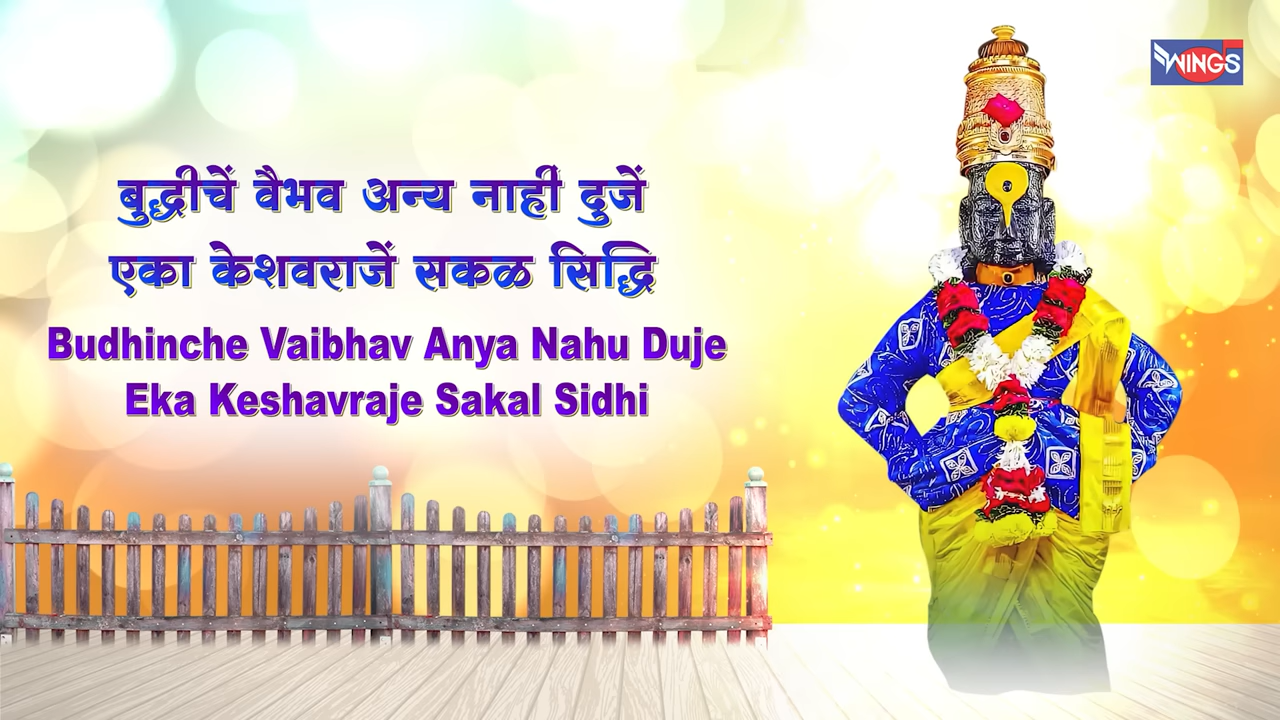 बुद्धीचें वैभव अन्य नाहीं दुजें
एका केशवराजें सकळ सिद्धि
Budhinche Vaibhav Anya Nahu Duje
Eka Keshavraje Sakal Sidhi
WINGS